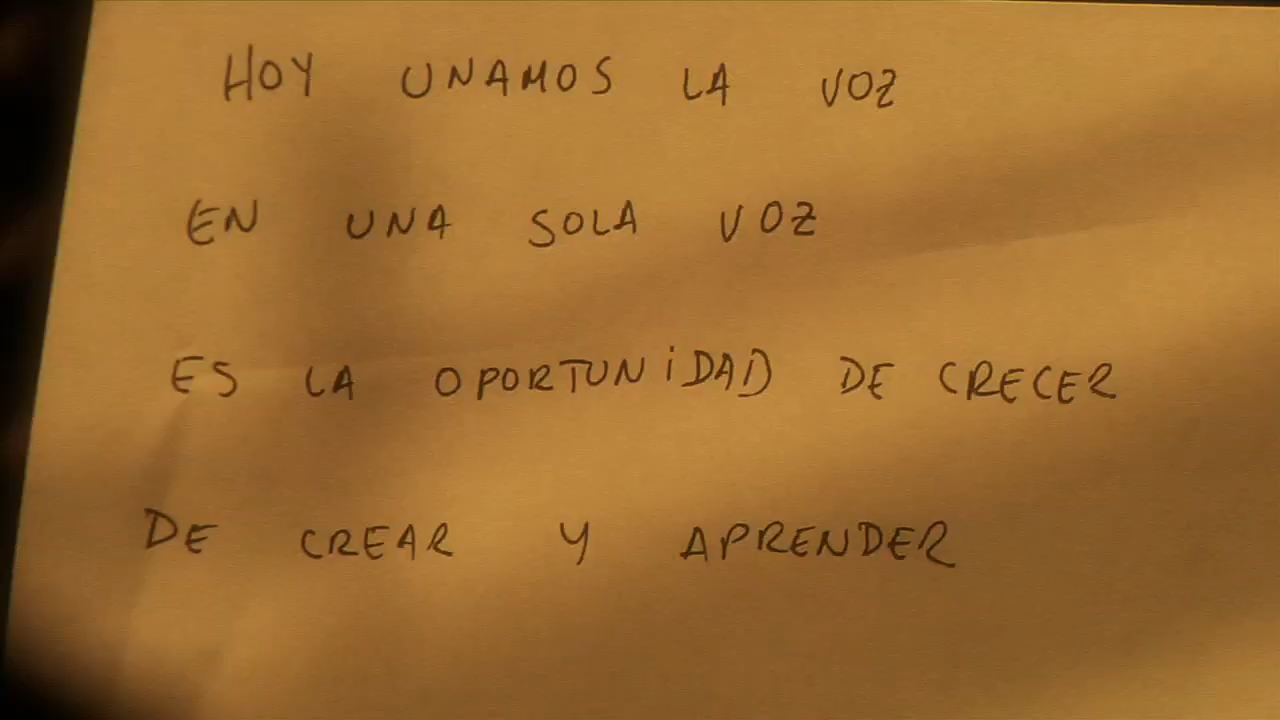 HOY UNAMOS LA VOZ
EN UNA SOLA VOZ
ES LA OPORTUNIDAD DE CRECER
DE CREAR Y APRENDER